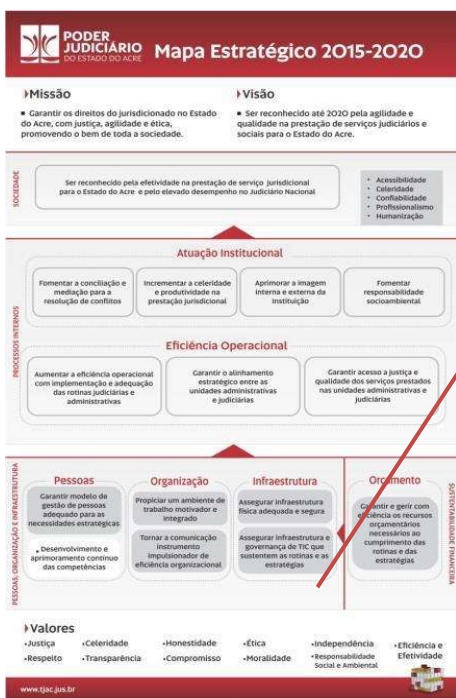 PODER
JUDICIÁRIO
DO ESTADO DO ACRE
Mapa Estratégico 2015-2020
Missão
▪ Garantir os direitos do jurisdicionado no Estado
do Acre, com justiça, agilidade e ética,
promovendo o bem de toda a sociedade.
Visão
▪ Ser reconhecido até 2020 pela agilidade e
qualidade na prestação de serviços judiciários e
sociais para o Estado do Acre.
SOCIEDADE
Ser reconhecido pela efetividade na prestação de serviço jurisdicional
para o Estado do Acre e pelo elevado desempenho no Judiciário Nacional
• Acessibilidade
• Celeridade
• Confiabilidade
• Profissionalismo
• Humanização
PROCESSOS INTERNOS
Atuação Institucional
Fomentar a conciliação e
mediação para a
resolução de conflitos
Incrementar a celeridade
e produtividade na
prestação jurisdicional
Aprimorar a imagem
interna e externa da
Instituição
Fomentar
responsabilidade
socioambiental
Eficiência Operacional
Aumentar a eficiência operacional
com implementação e adequação
das rotinas judiciárias e
administrativas
Garantir o alinhamento
estratégico entre as
unidades administrativas
e judiciárias
Garantir acesso a justiça e
qualidade dos serviços prestados
nas unidades administrativas e
judiciárias
PESSOAS; ORGANIZAÇÃO E INFRAESTRUTURA
Pessoas
Garantir modelo de
gestão de pessoas
adequado para as
necessidades estratégicas
• Desenvolvimento e
aprimoramento contínuo
das competências
Organização
Propiciar um ambiente de
trabalho motivador e
integrado
Tornar a comunicação
instrumento
impulsionador de
eficiência organizacional
Infraestrutura
Assegurar infraestrutura
física adequada e segura
Assegurar infraestrutura e
governança de TIC que
sustentem as rotinas e as
estratégias
Orçamento
Garantir e gerir com
eficiência os recursos
orçamentários
necessários ao
cumprimento das
rotinas e das
estratégias
SUSTENTABILIDADE FINANCEIRA
Valores
•Justiça •Celeridade •Honestidade •Ética •Independência •Eficiência e
Efetividade
•Respeito •Transparência •Compromisso •Moralidade •Responsabilidade
Social e Ambiental
www.tjac.jus.br